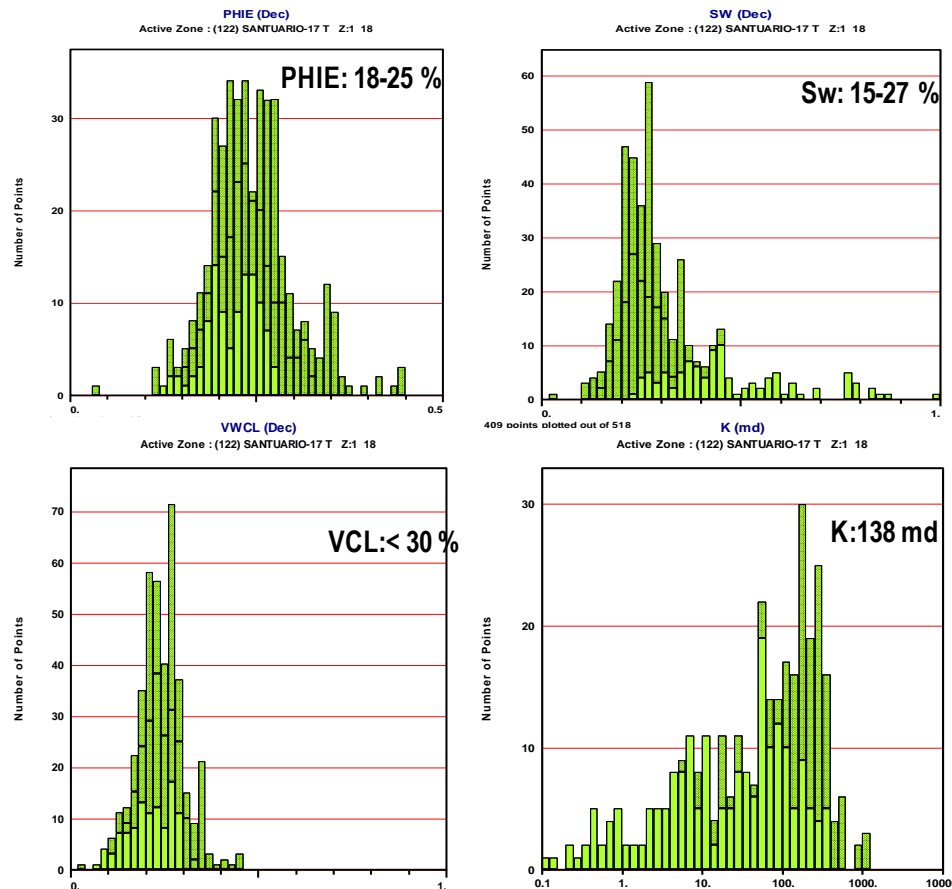 PHIE (Dec)
Active Zone : (122) SANTUARIO-17 T Z:1 18
PHIE: 18-25 %
Number of Points
30
20
10
0
0.
0.5
SW (Dec)
Active Zone : (122) SANTUARIO-17 T Z:1 18
Sw: 15-27 %
Number of Points
60
50
40
30
20
10
0
0.
1.
409 points plotted out of 518
VWCL (Dec)
Active Zone : (122) SANTUARIO-17 T Z:1 18
VCL:< 30 %
Number of Points
70
60
50
40
30
20
10
0
0.
1.
K (md)
Active Zone : (122) SANTUARIO-17 T Z:1 18
K:138 md
Number of Points
30
20
10
0
0.1
1.
10.
100.
1000.
1000